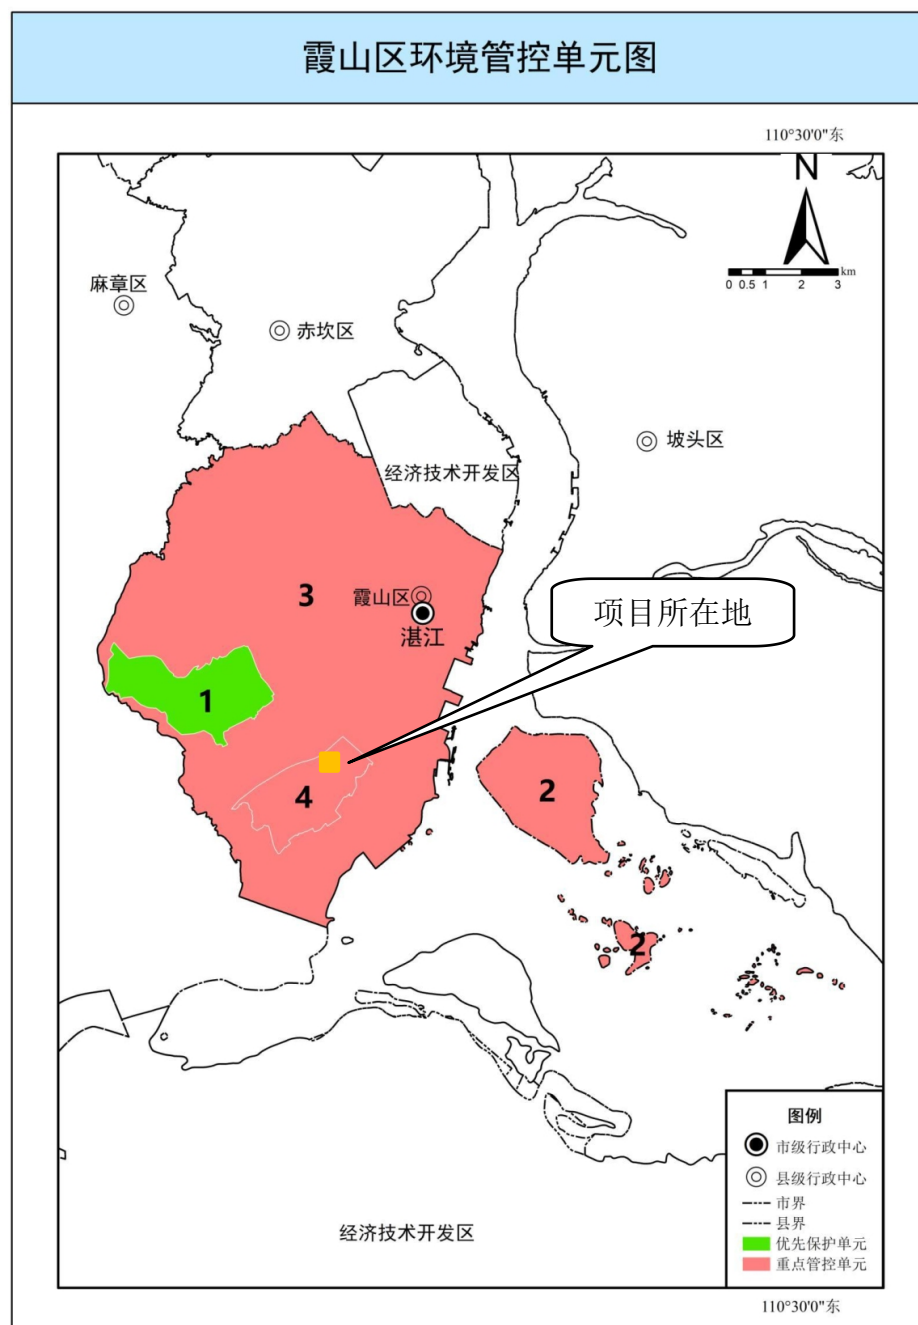 霞山区环境管控单元图
110°30'0"东
N
km
0 0.5 1 2 3
麻章区
赤坎区
坡头区
经济技术开发区
3
霞山区
湛江
项目所在地
1
4
2
2
图例
市级行政中心
县级行政中心
市界
县界
优先保护单元
重点管控单元
经济技术开发区
110°30'0"东